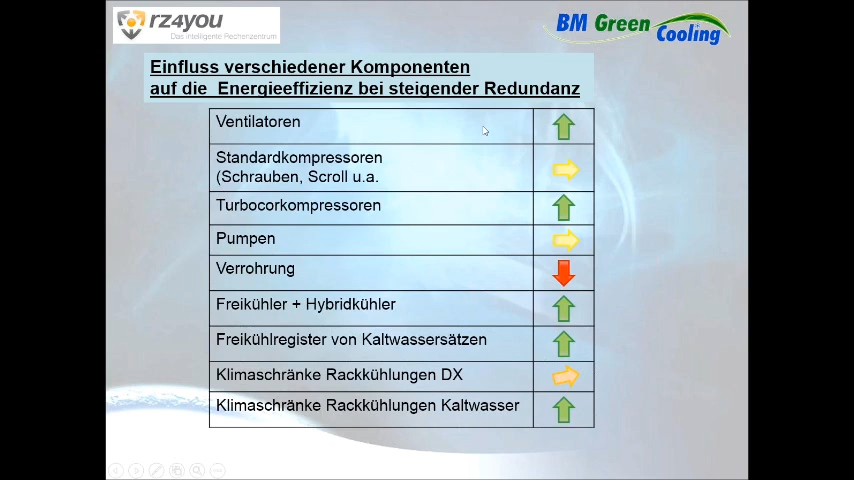 rz4you
Das intelligente Rechenzentrum
BM Green
Cooling
Einfluss verschiedener Komponenten
auf die Energieeffizienz bei steigender Redundanz
Ventilatoren
Standardkompressoren
(Schrauben, Scroll u.a.
Turbocorkompressoren
Pumpen
Verrohrung
Freikühler + Hybridkühler
Freikühlregister von Kaltwassersätzen
Klimaschränke Rackkühlungen DX
Klimaschränke Rackkühlungen Kaltwasser